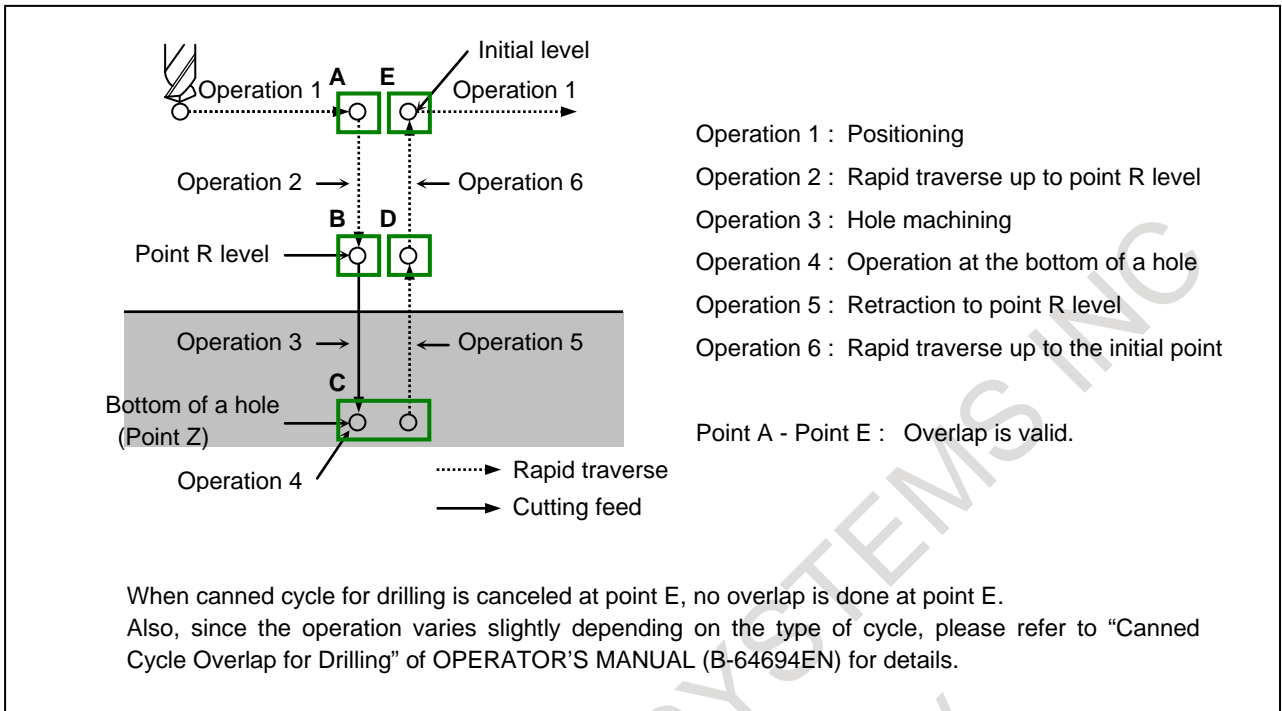 Initial level
A E
Operation 1
Operation 1
Operation 2
Operation 6
B D
Point R level
Operation 3
Operation 5
C
Bottom of a hole
(Point Z)
Operation 4
Rapid traverse
Cutting feed
Operation 1 : Positioning
Operation 2 : Rapid traverse up to point R level
Operation 3 : Hole machining
Operation 4 : Operation at the bottom of a hole
Operation 5 : Retraction to point R level
Operation 6 : Rapid traverse up to the initial point
Point A - Point E : Overlap is valid.
When canned cycle for drilling is canceled at point E, no overlap is done at point E.
Also, since the operation varies slightly depending on the type of cycle, please refer to “Canned
Cycle Overlap for Drilling” of OPERATOR'S MANUAL (B-64694EN) for details.
SYSTEMS INC